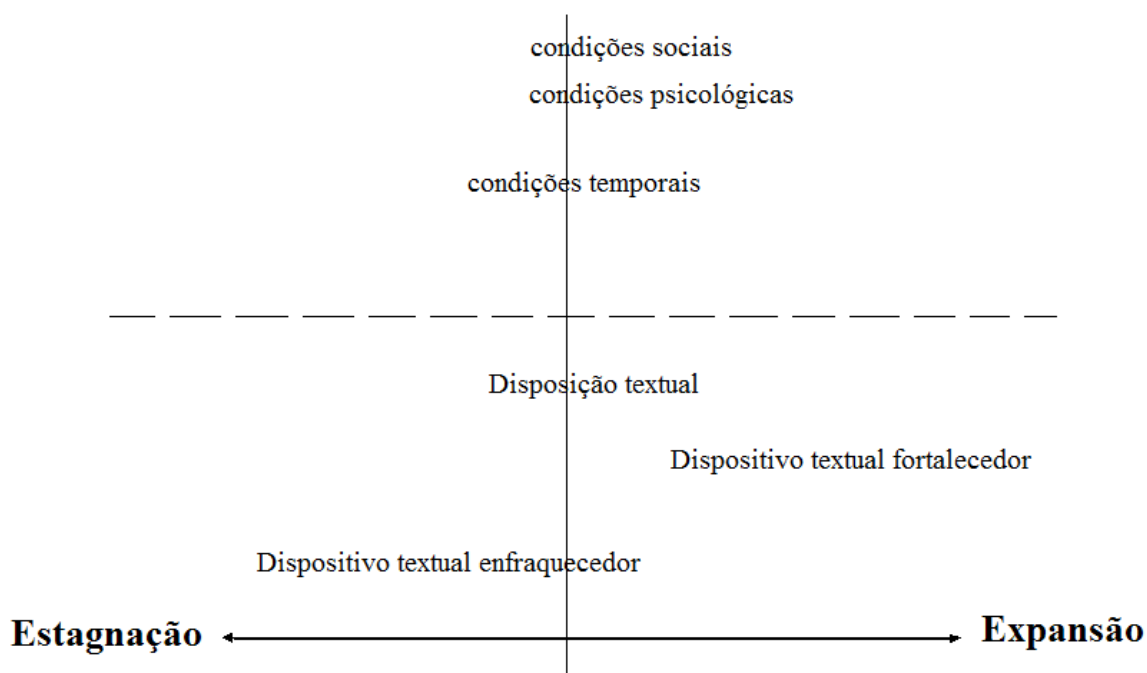 condições sociais
condições psicológicas
condições temporais
Disposição textual
Dispositivo textual fortalecedor
Dispositivo textual enfraquecedor
Estagnação
Expansão